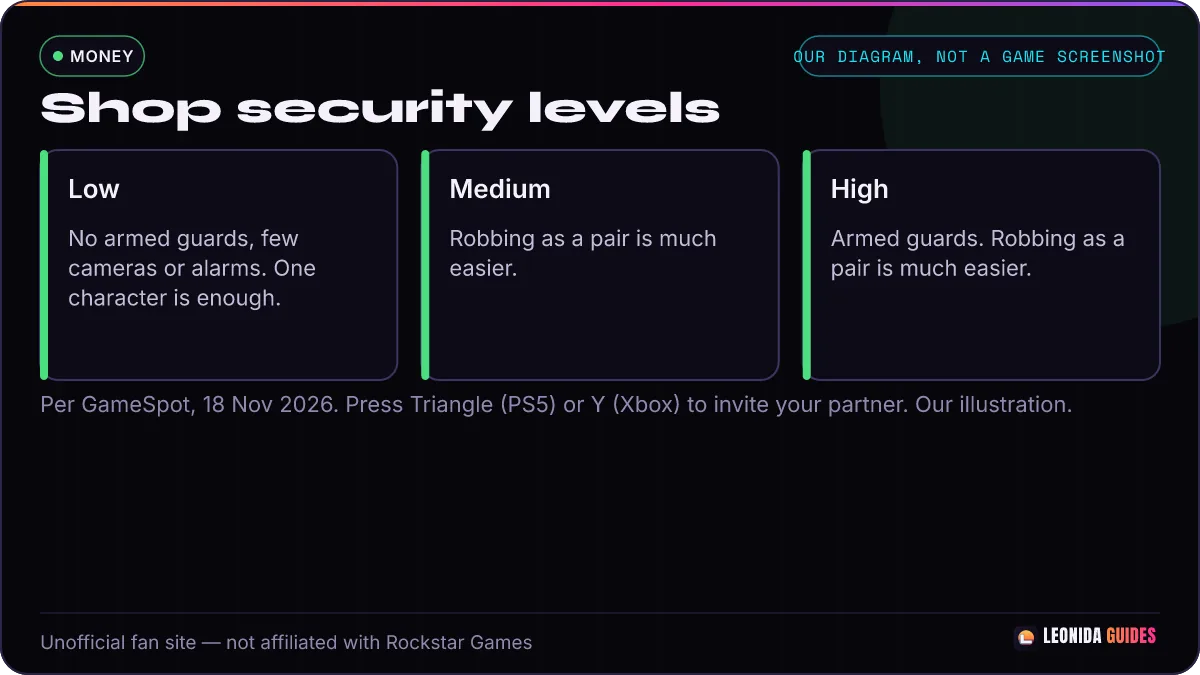 MONEY
OUR DIAGRAM, NOT A GAME SCREENSHOT
Shop security levels
Low
No armed guards, few
cameras or alarms. One
character is enough.
Medium
Robbing as a pair is much
easier.
High
Armed guards. Robbing as a
pair is much easier.
Per GameSpot, 18 Nov 2026. Press Triangle (PS5) or Y (Xbox) to invite your partner. Our illustration.
Unofficial fan site — not affiliated with Rockstar Games
LEONIDA GUIDES